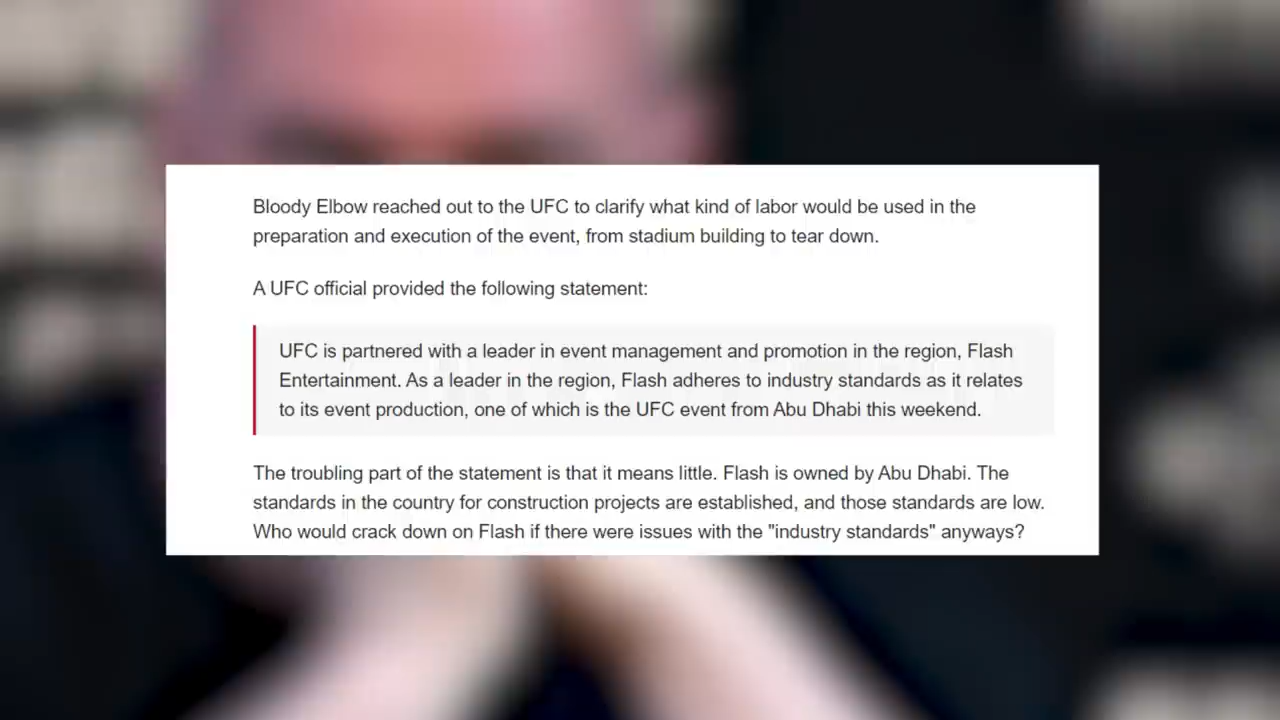 Bloody Elbow reached out to the UFC to clarify what kind of labor would be used in the
preparation and execution of the event, from stadium building to tear down.
A UFC official provided the following statement:
UFC is partnered with a leader in event management and promotion in the region, Flash
Entertainment. As a leader in the region, Flash adheres to industry standards as it relates
to its event production, one of which is the UFC event from Abu Dhabi this weekend.
The troubling part of the statement is that it means little. Flash is owned by Abu Dhabi. The
standards in the country for construction projects are established, and those standards are low.
Who would crack down on Flash if there were issues with the "industry standards" anyways?